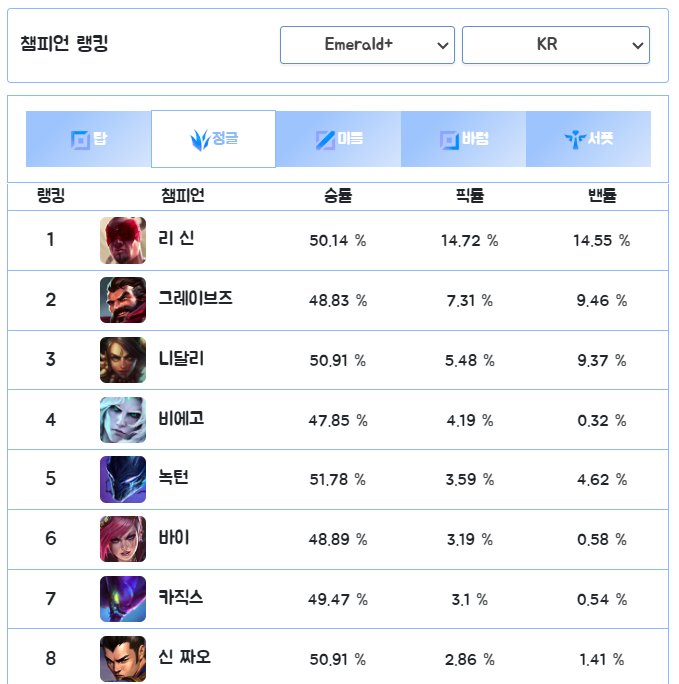 챔피언 랭킹 Emerald+ KR
탑 정글 미들 바텀 서폿
랭킹 챔피언 승률 픽률 밴률
1 리 신 50.14 % 14.72 % 14.55 %
2 그레이브즈 48.83 % 7.31 % 9.46 %
3 니달리 50.91 % 5.48 % 9.37 %
4 비에고 47.85 % 4.19 % 0.32 %
5 녹턴 51.78 % 3.59 % 4.62 %
6 바이 48.89 % 3.19 % 0.58 %
7 카직스 49.47 % 3.1 % 0.54 %
8 신 짜오 50.91 % 2.86 % 1.41 %